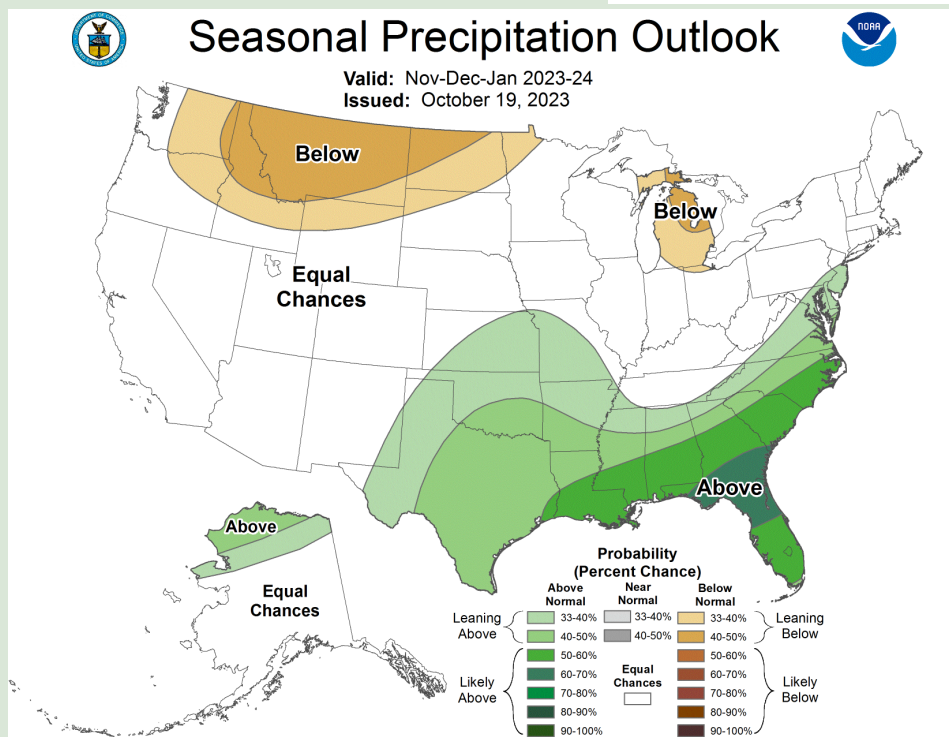 Seasonal Precipitation Outlook
NOAA
Valid: Nov-Dec-Jan 2023-24
Issued: October 19, 2023
Below
Below
Equal
Chances
Above
Above
Equal
Chances
Probability
(Percent Chance)
Above
Normal
Near
Normal
Below
Normal
Leaning
Above
33-40%
33-40%
33-40%
Leaning
Below
40-50%
40-50%
40-50%
Likely
Above
50-60%
60-70%
70-80%
80-90%
90-100%
Equal
Chances
50-60%
60-70%
70-80%
80-90%
90-100%
Likely
Below